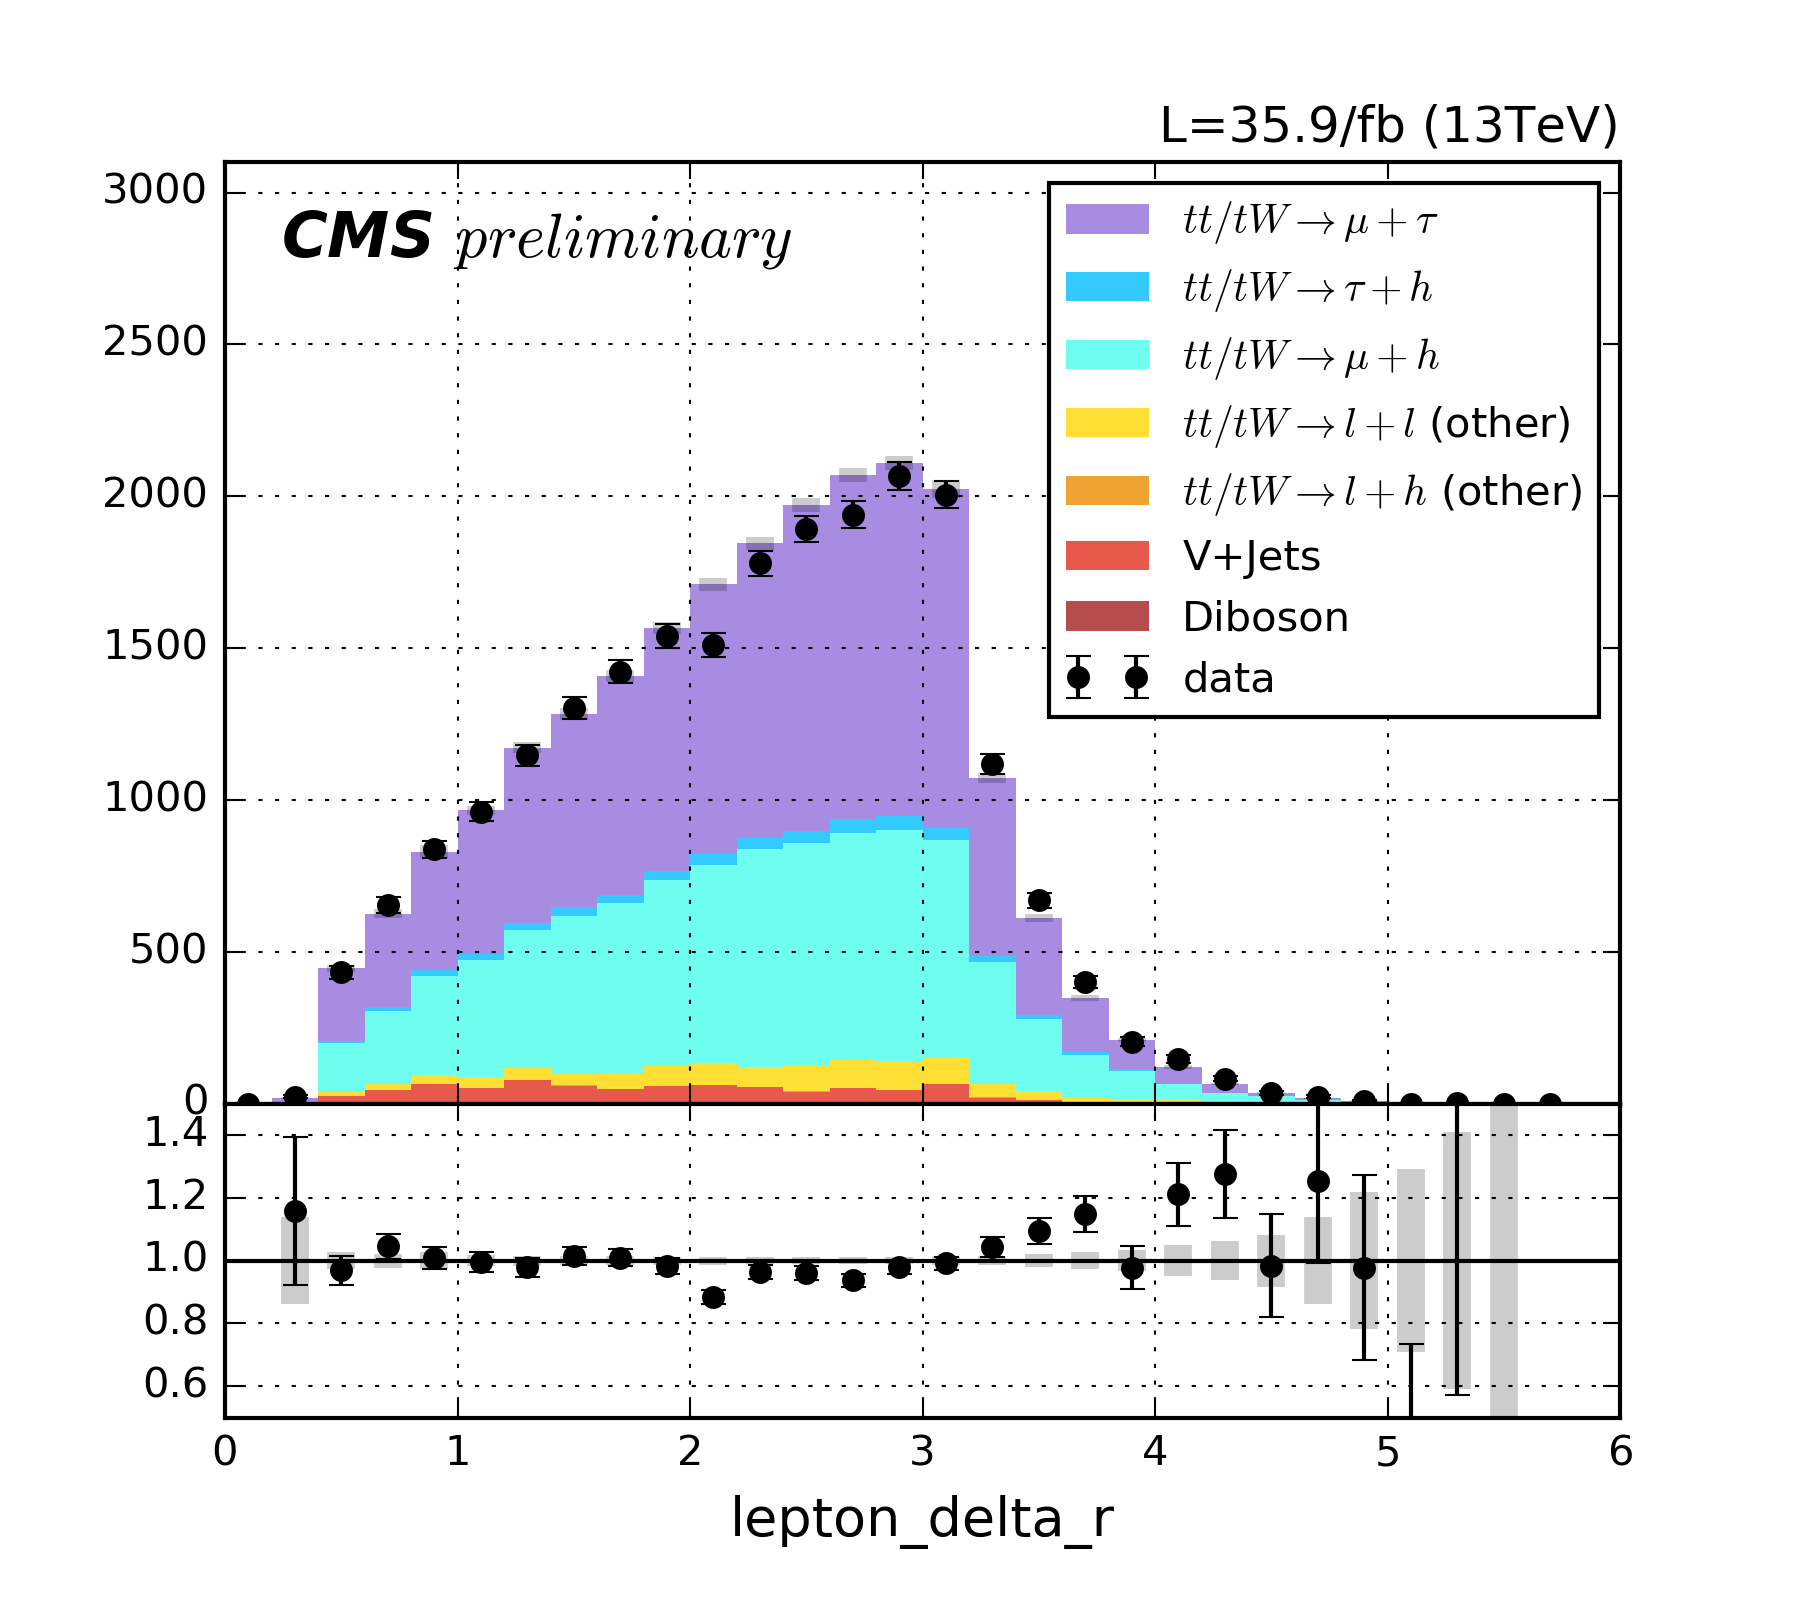 L=35.9/fb (13TeV)
3000
CMS preliminary
2500
2000
1500
1000
500
0
tt/tW→μ+τ
tt/tW→τ+h
tt/tW→μ+h
tt/tW→l+l (other)
tt/tW→l+h (other)
V+Jets
Diboson
data
1.4
1.2
1.0
0.8
0.6
0 1 2 3 4 5 6
lepton_delta_r